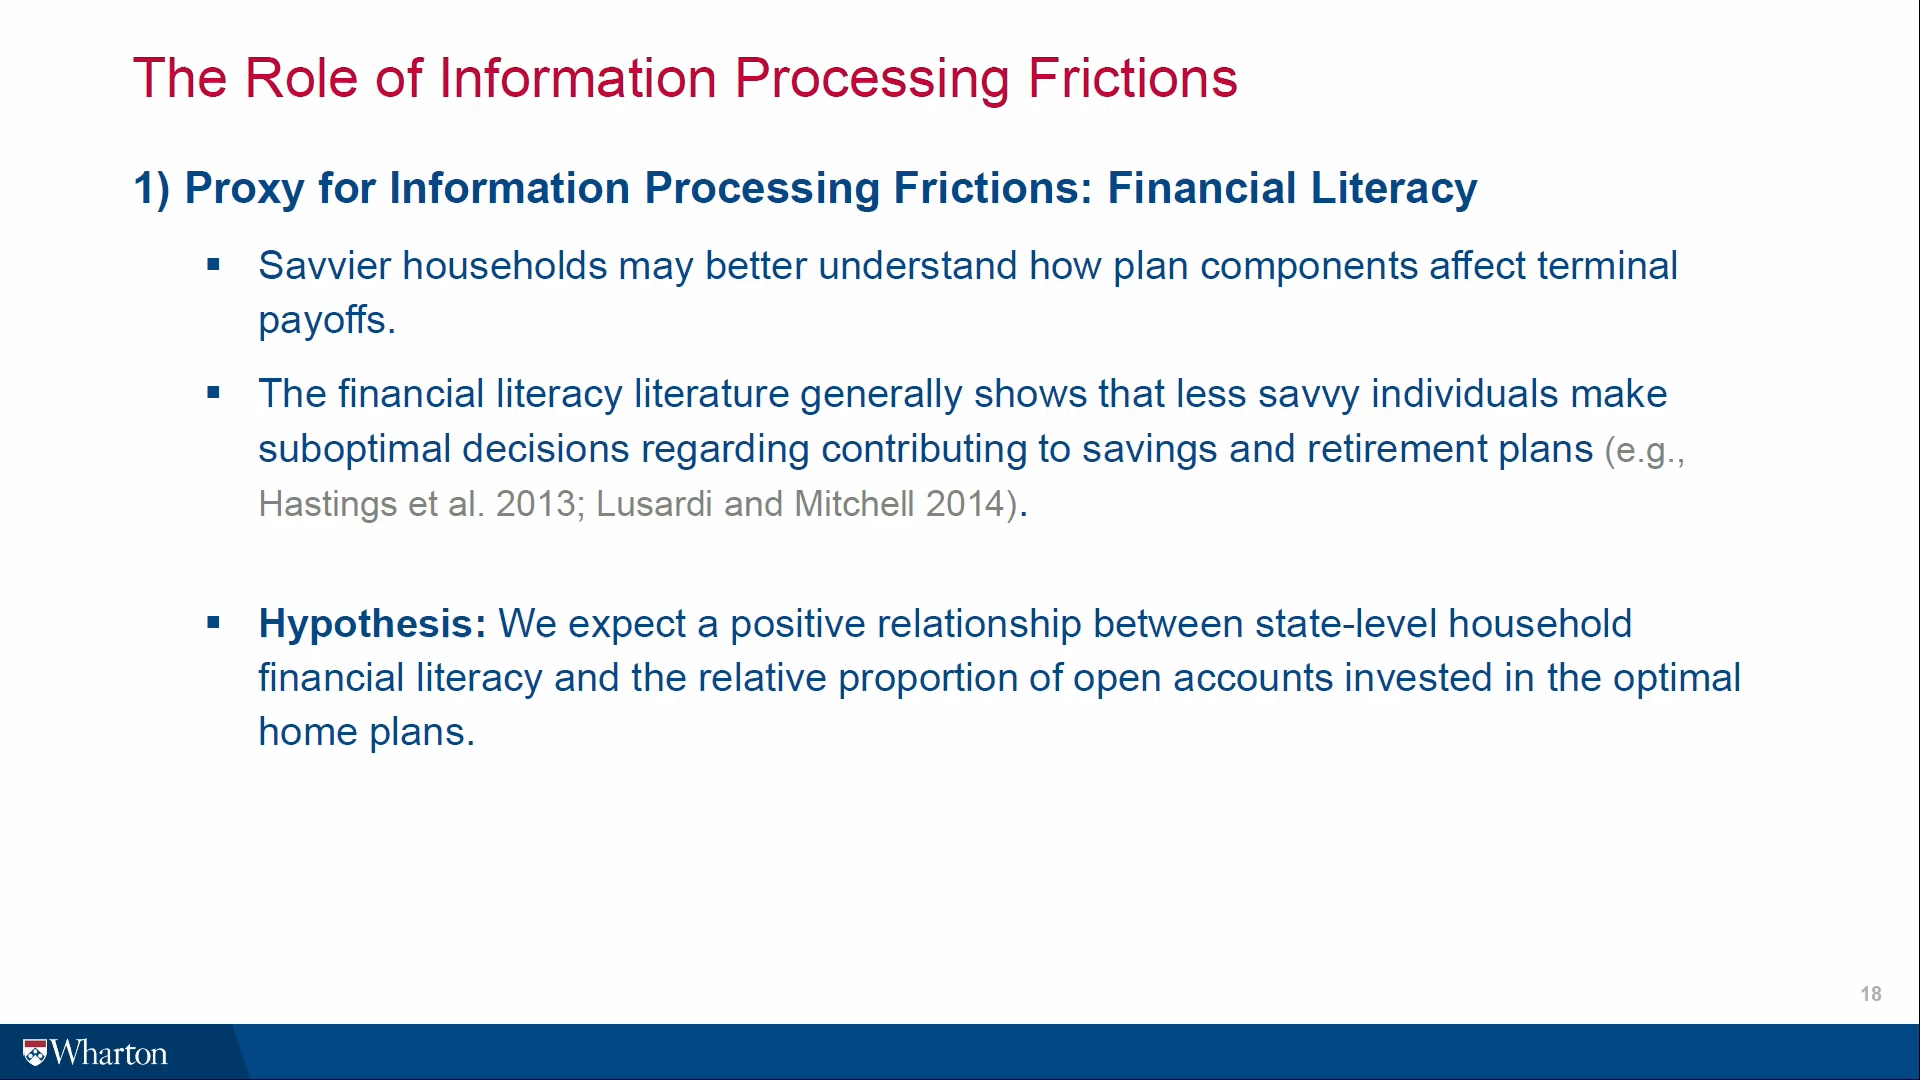 The Role of Information Processing Frictions
1) Proxy for Information Processing Frictions: Financial Literacy
▪ Savvier households may better understand how plan components affect terminal
payoffs.
▪ The financial literacy literature generally shows that less savvy individuals make
suboptimal decisions regarding contributing to savings and retirement plans (e.g.,
Hastings et al. 2013; Lusardi and Mitchell 2014).
▪ Hypothesis: We expect a positive relationship between state-level household
financial literacy and the relative proportion of open accounts invested in the optimal
home plans.
18
Wharton